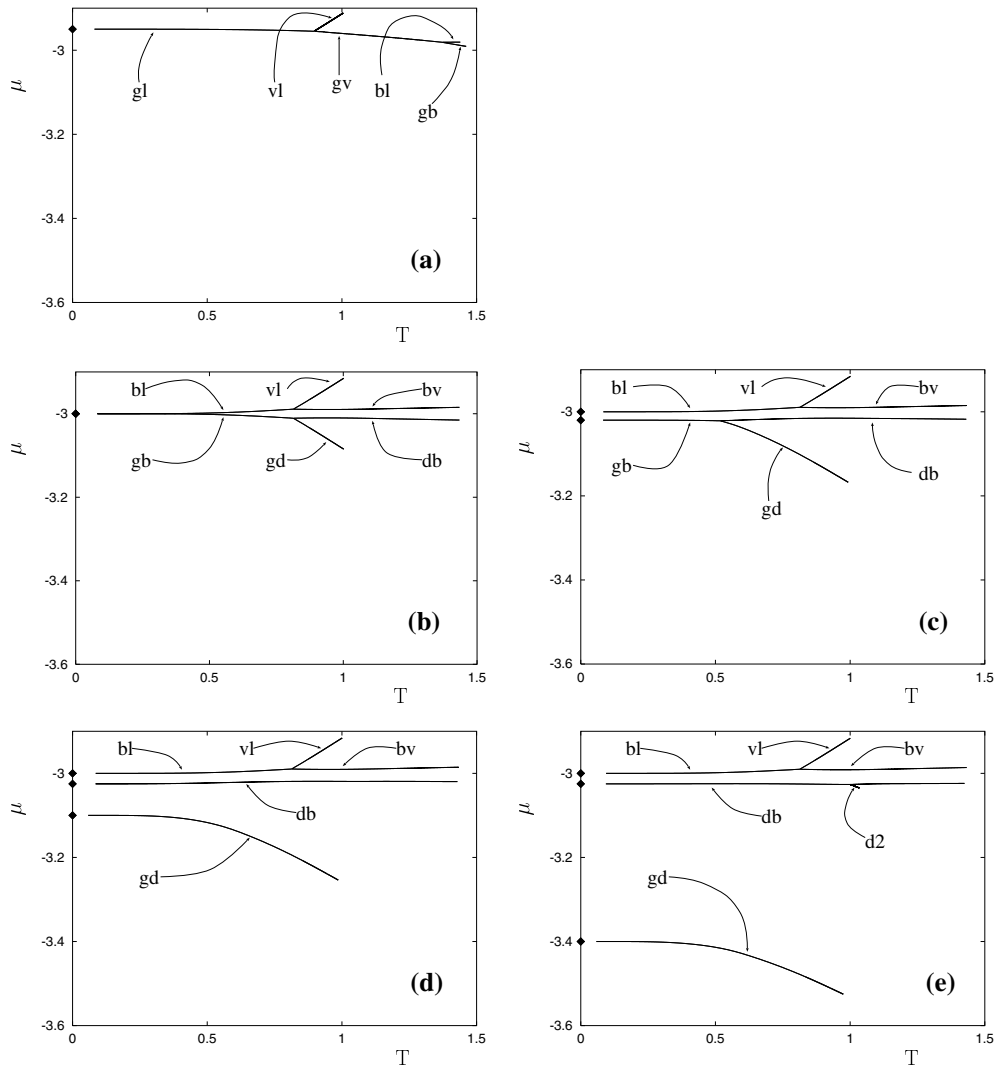 μ
-3
-3.2
-3.4
-3.6
gl
vl
gv
bl
gb
(a)
0
0.5
1
1.5
T
μ
-3
-3.2
-3.4
-3.6
bl
vl
bv
gb
gd
db
(b)
0
0.5
1
1.5
T
μ
-3
-3.2
-3.4
-3.6
bl
vl
bv
gb
gd
db
(c)
0
0.5
1
1.5
T
μ
-3
-3.2
-3.4
-3.6
bl
vl
bv
db
gd
(d)
0
0.5
1
1.5
T
μ
-3
-3.2
-3.4
-3.6
bl
vl
bv
db
d2
gd
(e)
0
0.5
1
1.5
T